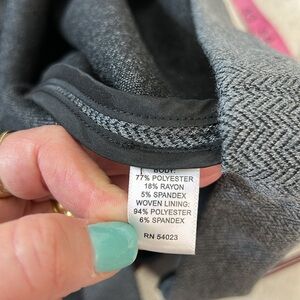 BODY:
77% POLYESTER
18% RAYON
5% SPANDEX
WOVEN LINING:
94% POLYESTER
6% SPANDEX
RN 54023